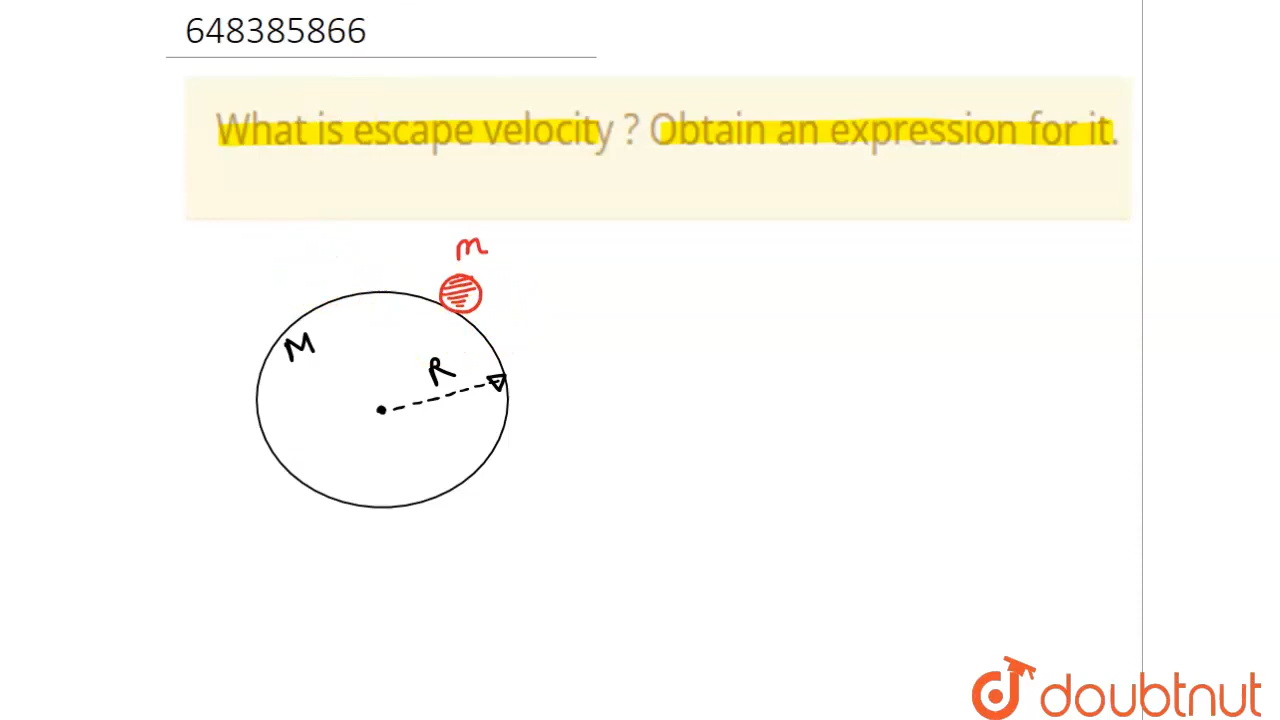 648385866
What is escape velocity ? Obtain an expression for it.
m
M
R
doubtnut